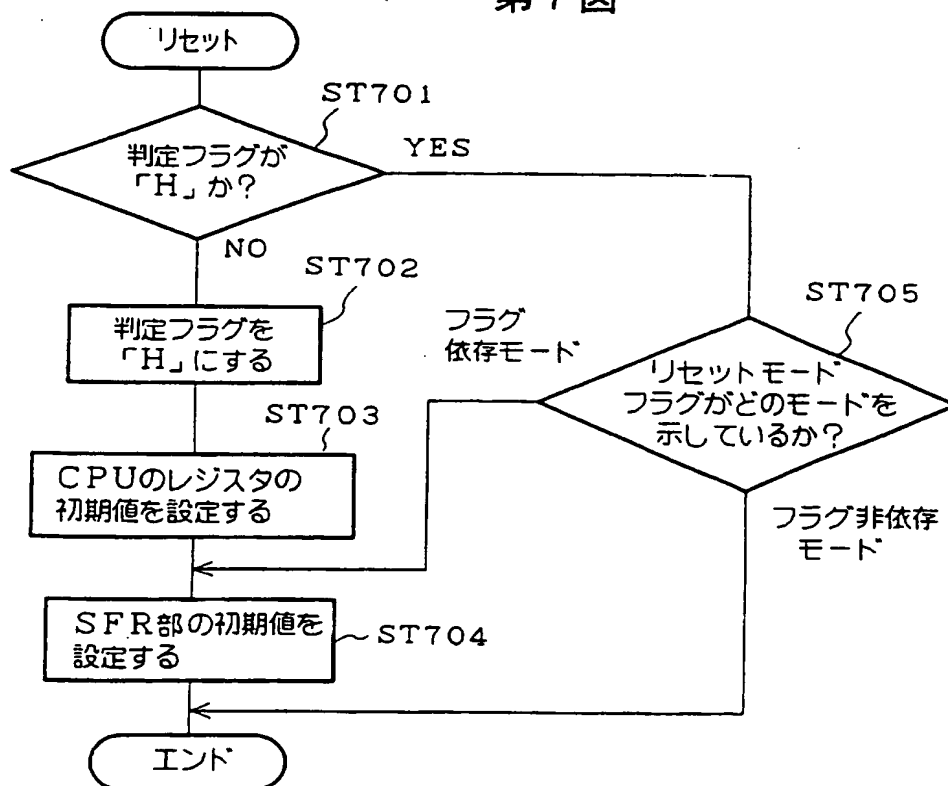 第7図
リセット
ST701
判定フラグが
「H」か?
YES
NO
ST702
判定フラグを
「H」にする
ST703
CPUのレジスタの
初期値を設定する
SFR部の初期値を
設定する
ST704
エンド
フラグ
依存モード
ST705
リセットモード
フラグがどのモードを
示しているか?
フラグ非依存
モード